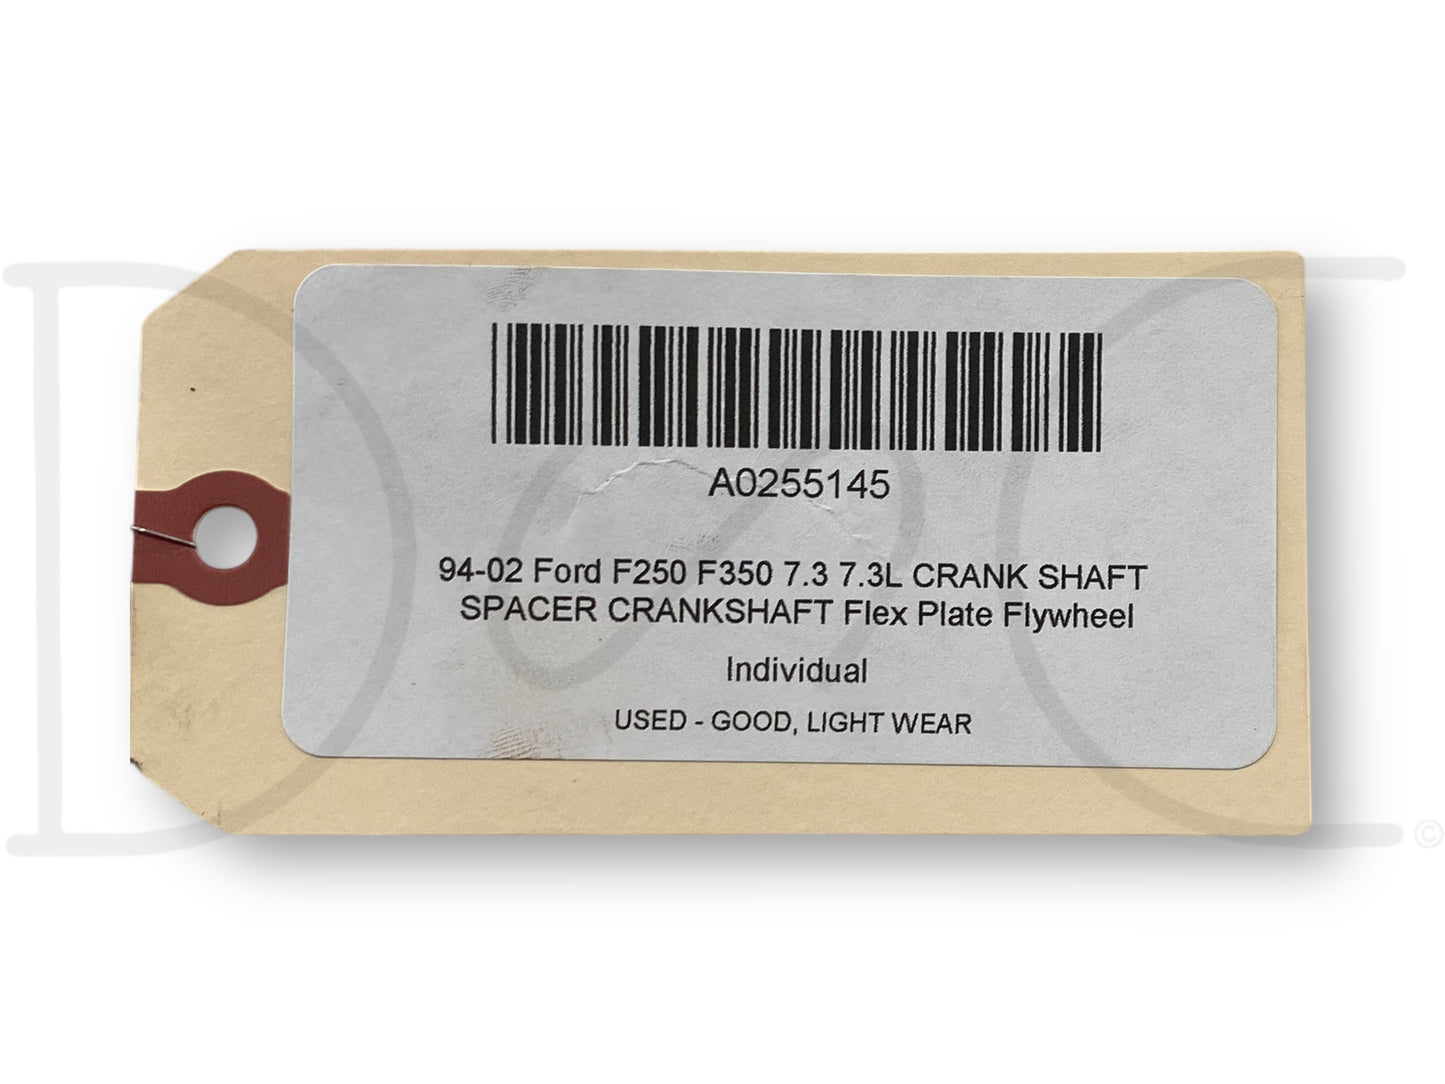 A0255145
94-02 Ford F250 F350 7.3 7.3L CRANK SHAFT
SPACER CRANKSHAFT Flex Plate Flywheel
Individual
USED - GOOD, LIGHT WEAR
©